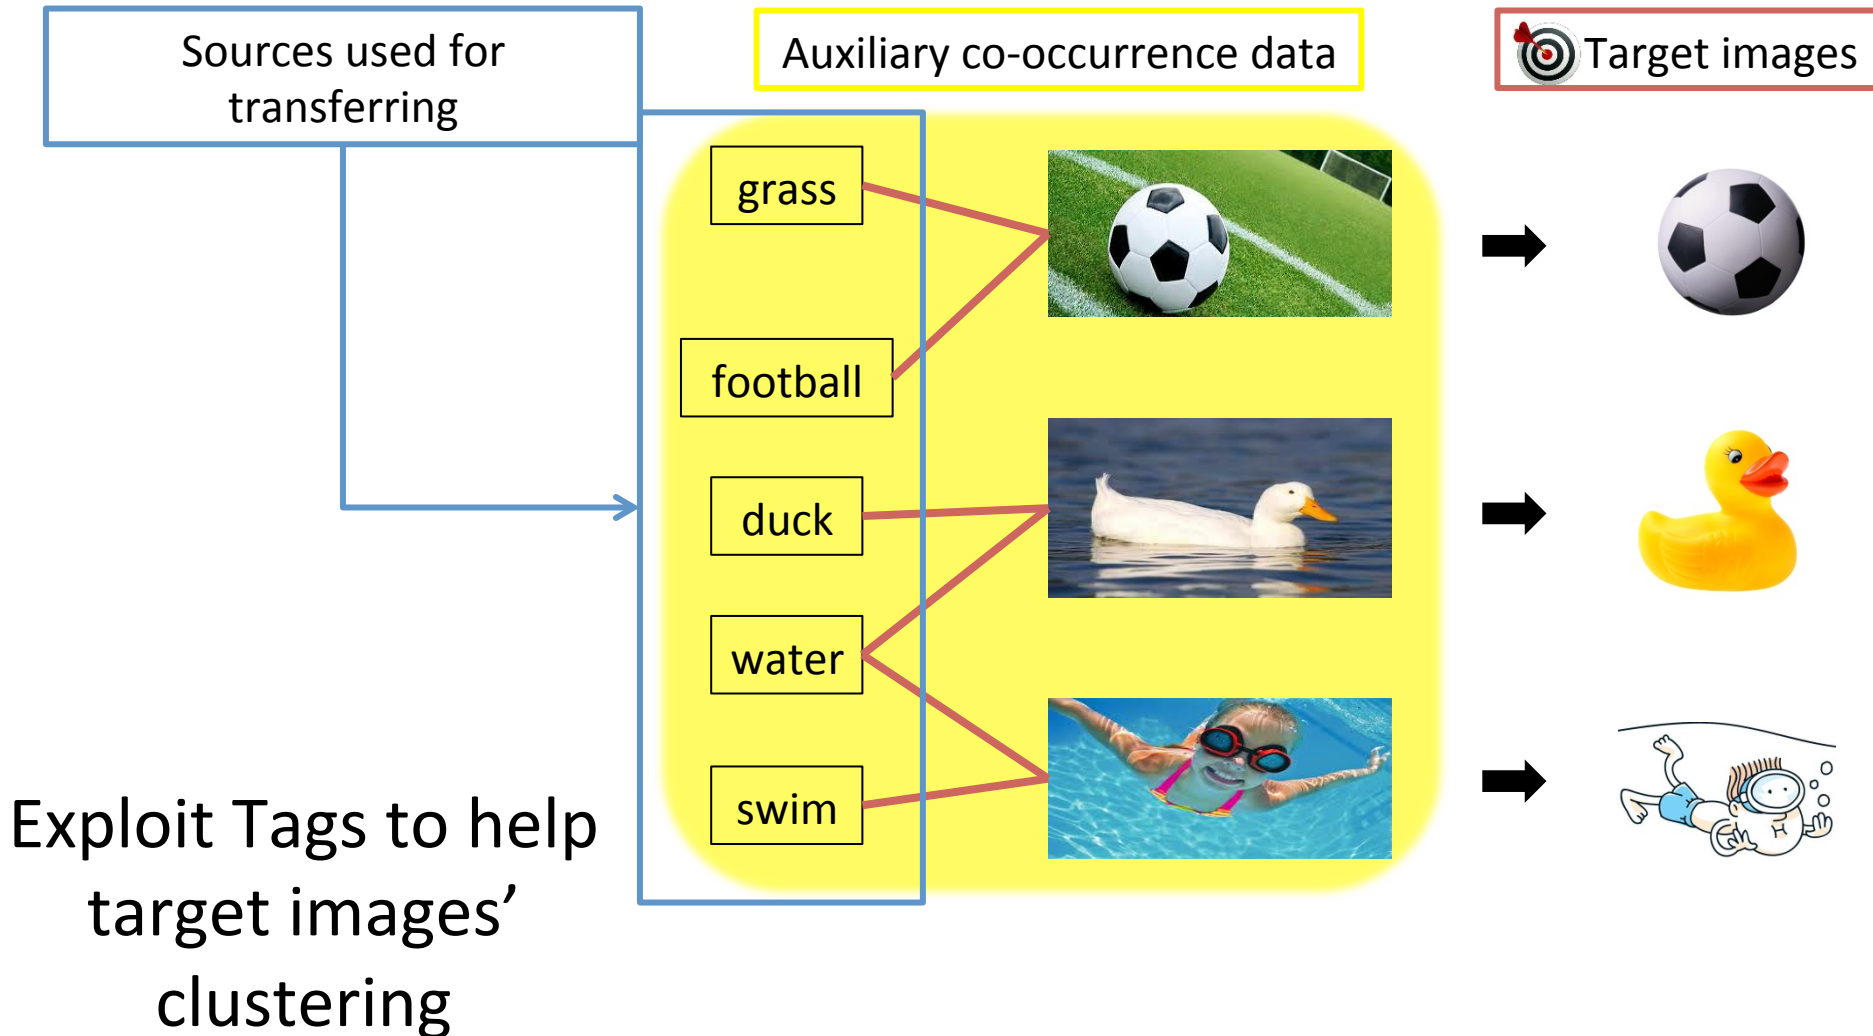 Sources used for
transferring
Auxiliary co-occurrence data
Target images
grass
football
duck
water
swim
Exploit Tags to help
target images’
clustering